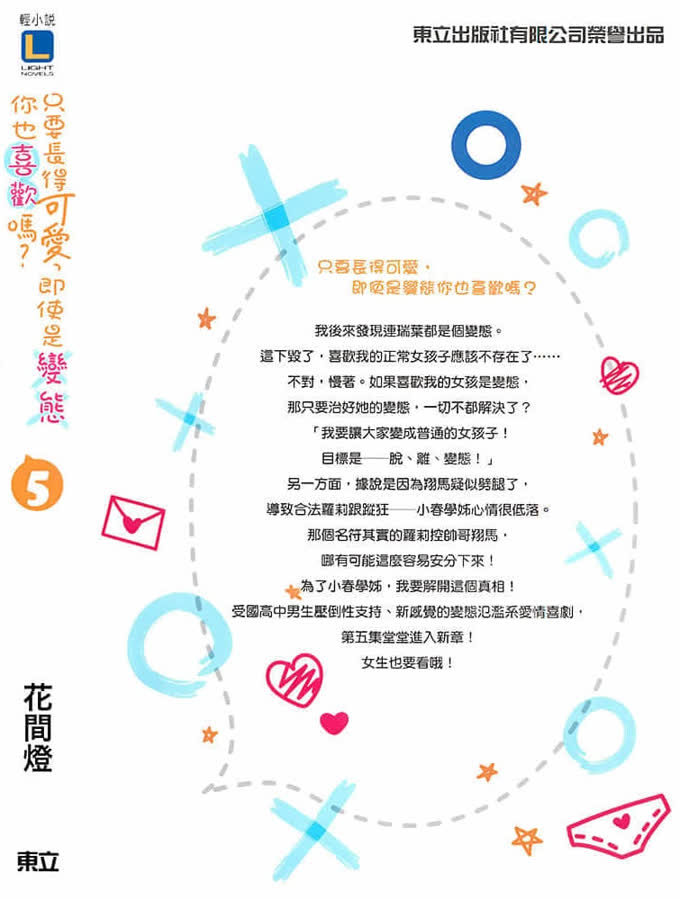 輕小說
L
LIGHT
NOVELS
只要長得可愛，即使是變態
你也喜歡嗎？
5
花間燈
東立
東立出版社有限公司榮譽出品
只要長得可愛，
即使是變態你也喜歡嗎？
我後來發現連瑞葉都是個變態。
這下毀了，喜歡我的正常女孩子應該不存在了……
不對，慢著。如果喜歡我的女孩是變態，
那只要治好她的變態，一切不都解決了？
「我要讓大家變成普通的女孩子！
目標是──脫、離、變態！」
另一方面，據說是因為翔馬疑似劈腿了，
導致合法蘿莉跟蹤狂──小春學姊心情很低落。
那個名符其實的蘿莉控帥哥翔馬，
哪有可能這麼容易安分下來！
為了小春學姊，我要解開這個真相！
受國高中男生壓倒性支持、新感覺的變態氾濫系愛情喜劇，
第五集堂堂進入新章！
女生也要看哦！